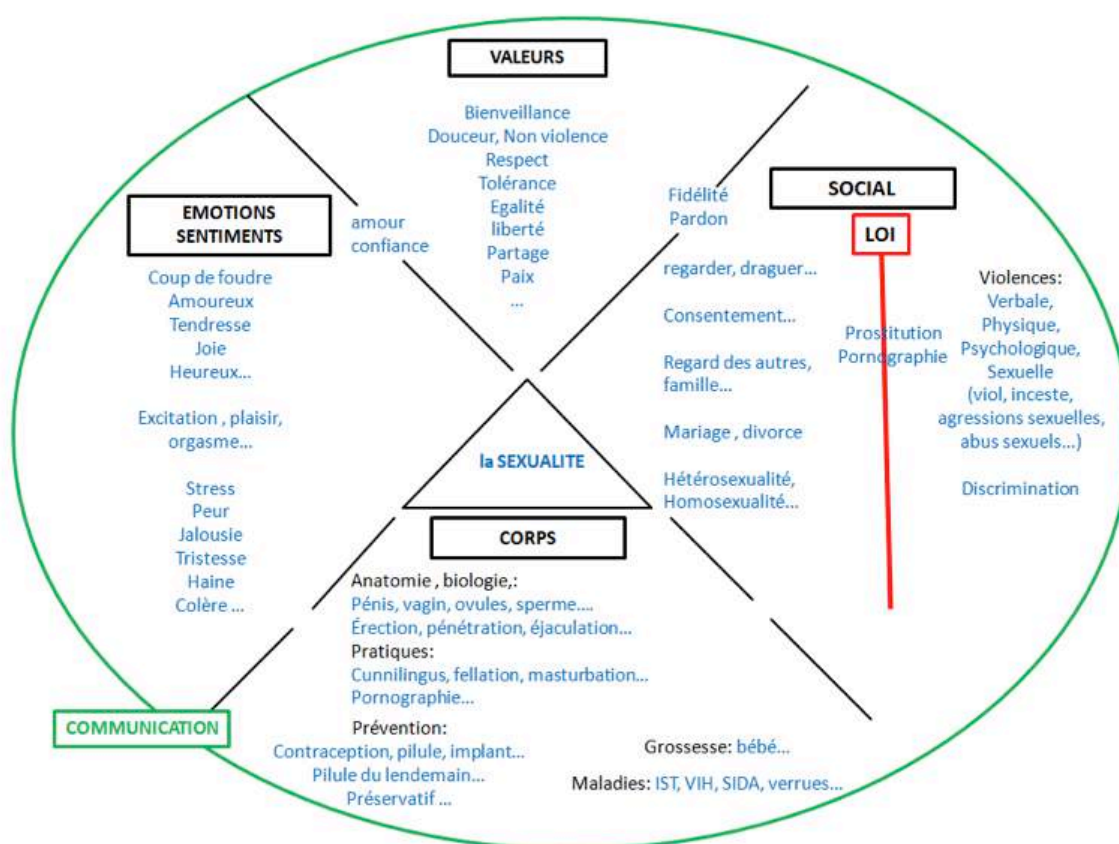 VALEURS
Bienveillance
Douceur, Non violence
Respect
Tolérance
Egalité
liberté
Partage
Paix
...
EMOTIONS
SENTIMENTS
amour
confiance
Coup de foudre
Amoureux
Tendresse
Joie
Heureux...
Excitation , plaisir,
orgasme...
Stress
Peur
Jalousie
Tristesse
Haine
Colère ...
SOCIAL
LOI
Fidélité
Pardon
regarder, draguer...
Consentement...
Regard des autres,
famille...
Mariage , divorce
Hétérosexualité,
Homosexualité...
Prostitution
Pornographie
Violences:
Verbale,
Physique,
Psychologique,
Sexuelle
(viol, inceste,
agressions sexuelles,
abus sexuels...)
Discrimination
la SEXUALITE
CORPS
Anatomie , biologie,:
Pénis, vagin, ovules, sperme....
Érection, pénétration, éjaculation...
Pratiques:
Cunnilingus, fellation, masturbation...
Pornographie...
Prévention:
Contraception, pilule, implant...
Pilule du lendemain...
Préservatif ...
Grossesse: bébé...
Maladies: IST, VIH, SIDA, verrues...
COMMUNICATION